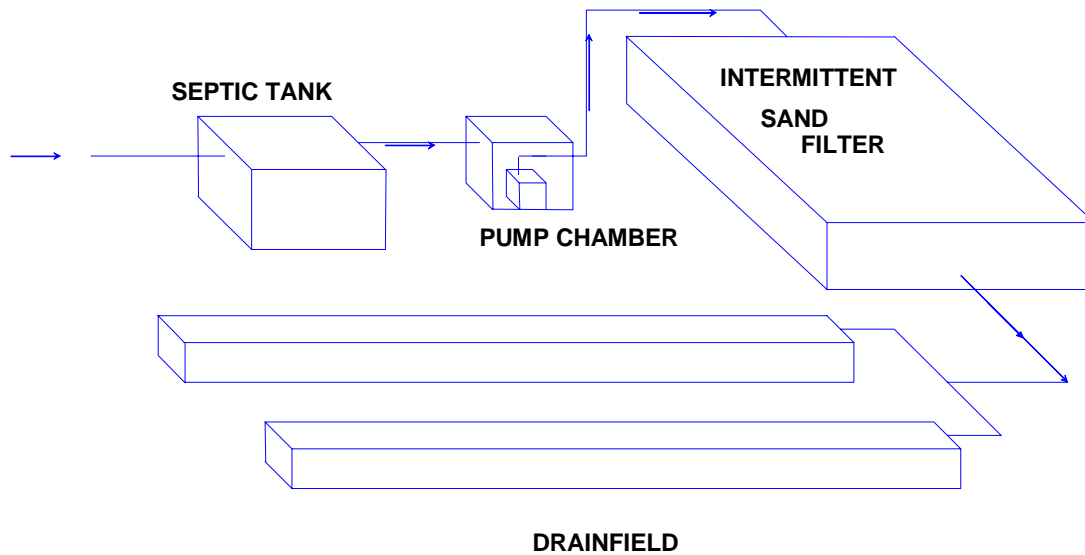 SEPTIC TANK
INTERMITTENT
SAND
FILTER
PUMP CHAMBER
DRAINFIELD